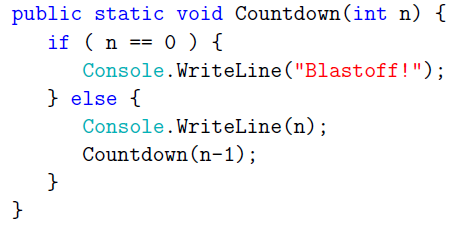 public static void Countdown(int n) {
   if ( n == 0 ) {
      Console.WriteLine("Blastoff!");
   } else {
      Console.WriteLine(n);
      Countdown(n-1);
   }
}